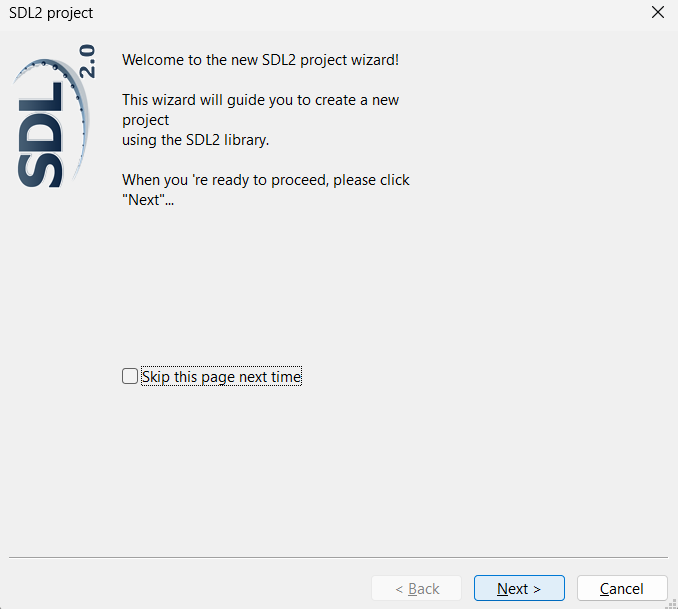 SDL2 project
SDL 2.0
Welcome to the new SDL2 project wizard!
This wizard will guide you to create a new
project
using the SDL2 library.
When you 're ready to proceed, please click
"Next"...
Skip this page next time
< Back
Next >
Cancel